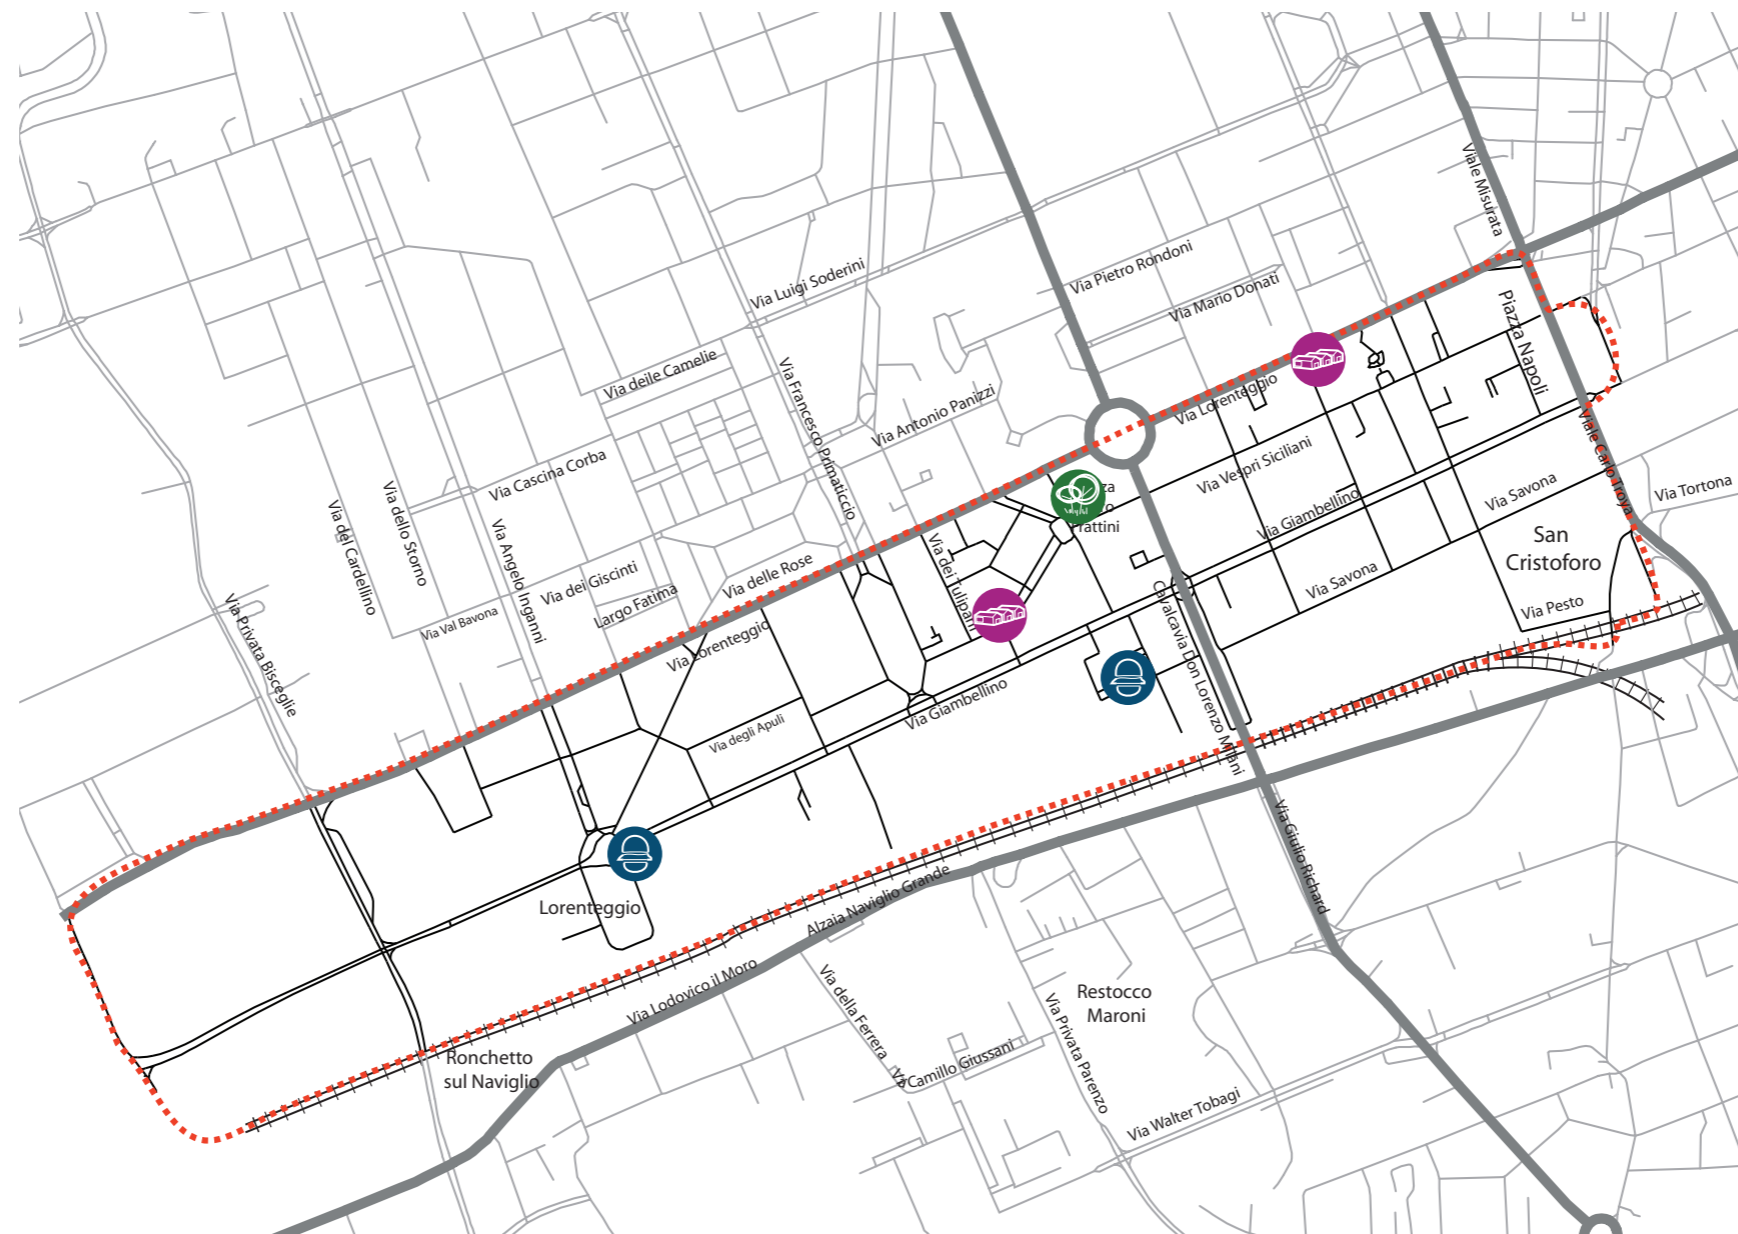 Viale Misurata
Via Pietro Rondoni
Via Luigi Soderini
Via Mario Donati
Piazza Napoli
Via deile Camelie
Via Francesco Primaticcio
Via Antonio Panizzi
Via Lorenteggio
Via Cascina Corba
Via Vespri Siciliani
Viale Carlo Troya
Via Tortona
Via Savona
Via Giambellino
Frattini
Via del Cardellino
Via dello Storno
Via Angelo Inganni
Via dei Giscinti
Via delle Rose
Via dei Tulipani
San
Cristoforo
Largo Fatima
Via Savona
Via Pesto
Via Val Bavona
Via Privata Bisceglie
Via Lorenteggio
Cavalcavia Don Lorenzo Milani
Via degli Apuli
Via Giambellino
Via Giulio Richard
Lorenteggio
Alzaia Naviglio Grande
Via Lodovico il Moro
Via della Ferrera
Restocco
Maroni
Ronchetto
sul Naviglio
Via Privata Parenzo
Camillo Giussani
Via Walter Tobagi